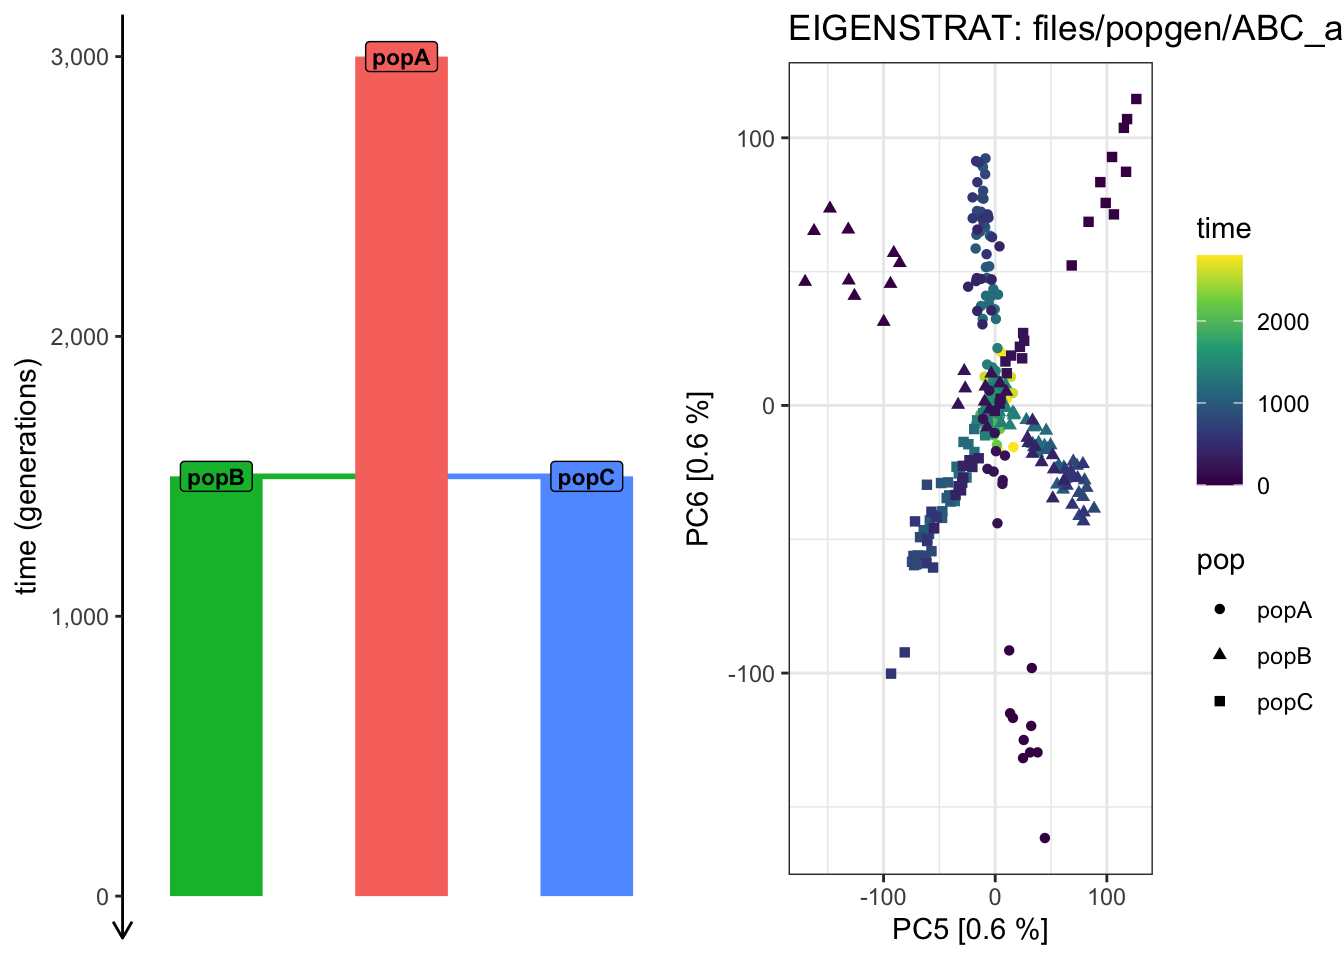 3,000
2,000
1,000
0
time (generations)
popA
popB
popC
EIGENSTRAT: files/popgen/ABC_a
100
0
-100
PC6 [0.6 %]
-100
0
100
PC5 [0.6 %]
time
2000
1000
0
pop
popA
popB
popC